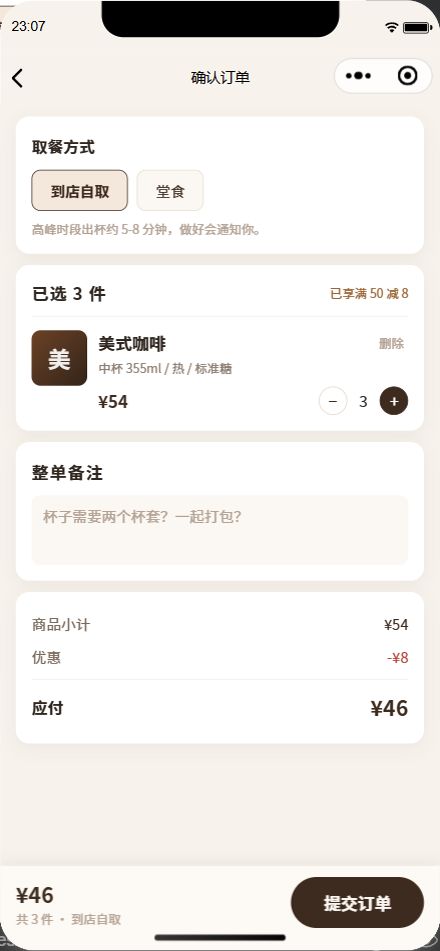 23:07
确认订单
取餐方式
到店自取
堂食
高峰时段出杯约 5-8 分钟，做好会通知你。
已选 3 件
已享满 50 减 8
美
美式咖啡
删除
中杯 355ml / 热 / 标准糖
¥54
− 3 +
整单备注
杯子需要两个杯套？一起打包？
商品小计 ¥54
优惠 -¥8
应付 ¥46
¥46
共 3 件 · 到店自取
提交订单